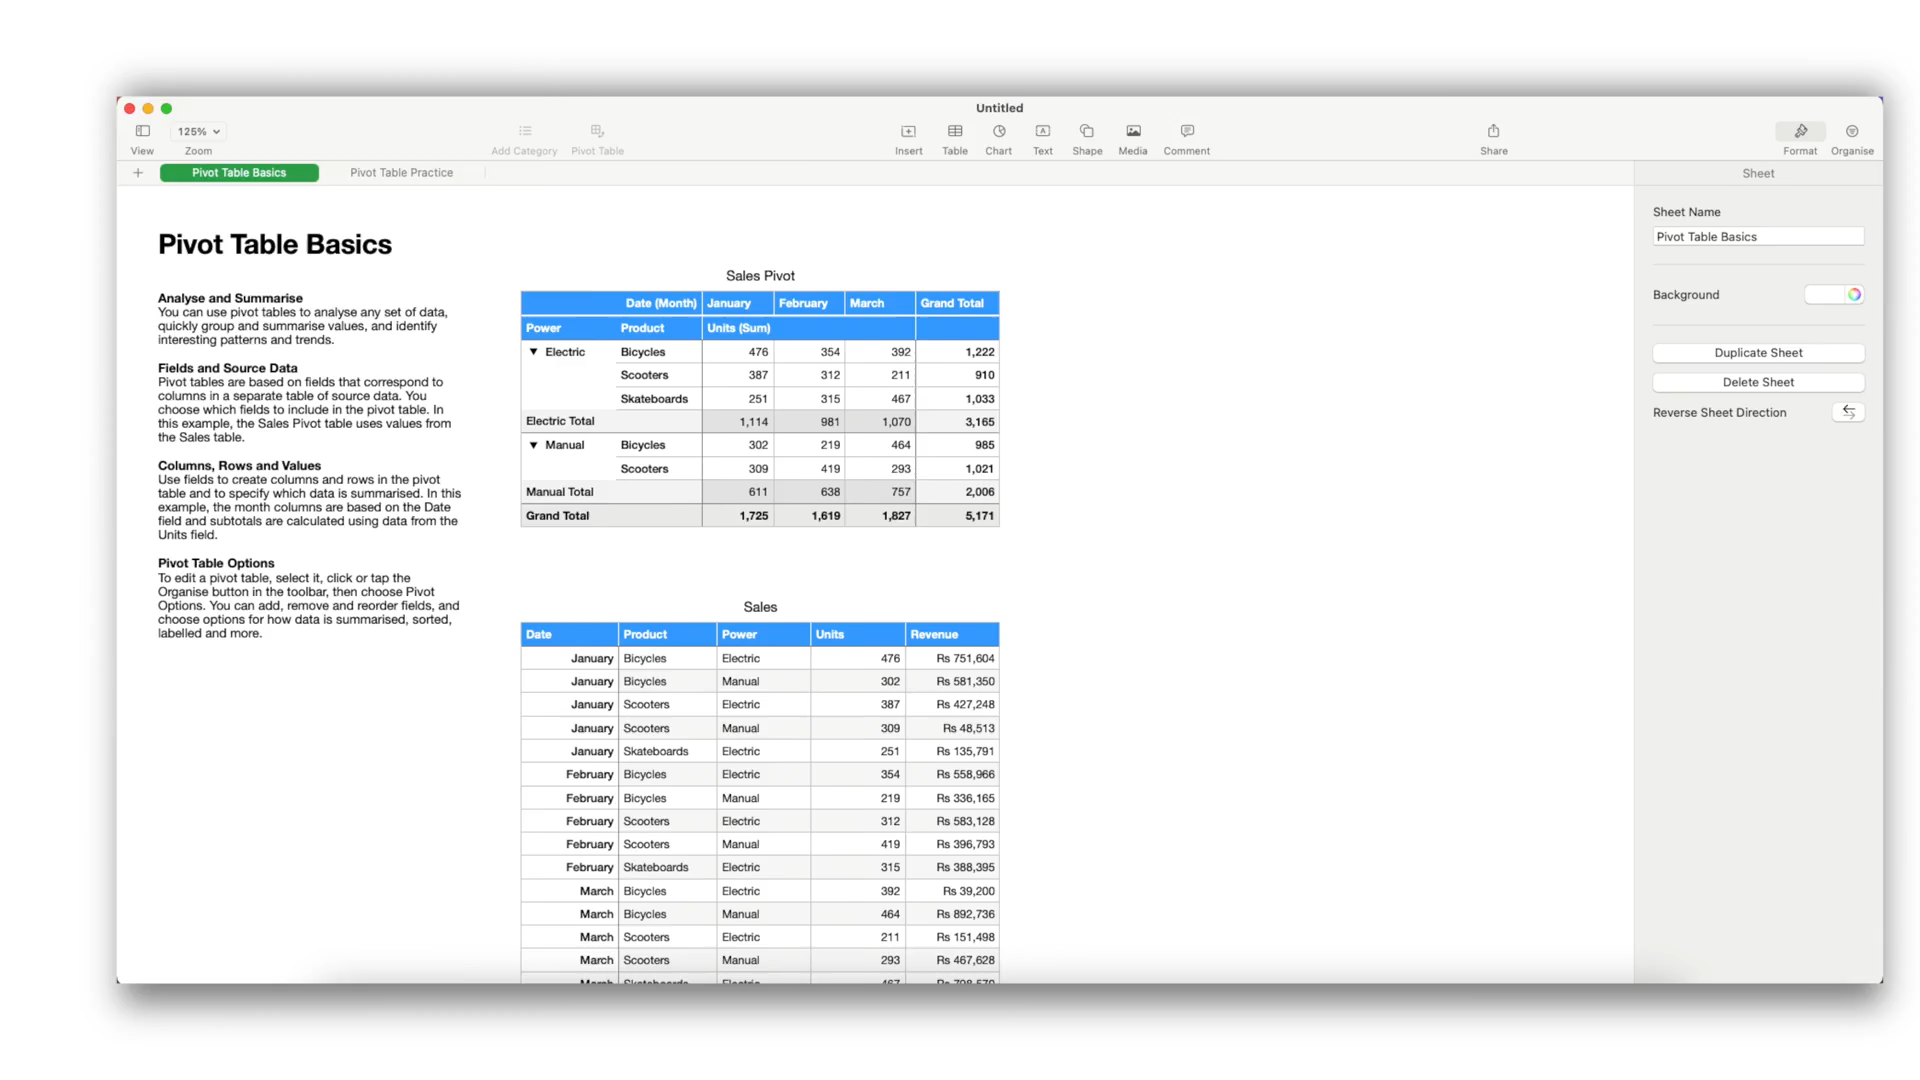 Untitled
125%
View
Zoom
Add Category
Pivot Table
Insert
Table
Chart
Text
Shape
Media
Comment
Share
Format
Organise
Pivot Table Basics
Pivot Table Practice
Sheet
Pivot Table Basics
Analyse and Summarise
You can use pivot tables to analyse any set of data,
quickly group and summarise values, and identify
interesting patterns and trends.
Fields and Source Data
Pivot tables are based on fields that correspond to
columns in a separate table of source data. You
choose which fields to include in the pivot table. In
this example, the Sales Pivot table uses values from
the Sales table.
Columns, Rows and Values
Use fields to create columns and rows in the pivot
table and to specify which data is summarised. In this
example, the month columns are based on the Date
field and subtotals are calculated using data from the
Units field.
Pivot Table Options
To edit a pivot table, select it, click or tap the
Organise button in the toolbar, then choose Pivot
Options. You can add, remove and reorder fields, and
choose options for how data is summarised, sorted,
labelled and more.
Sales Pivot
Date (Month) January February March Grand Total
Power Product Units (Sum)
Electric Bicycles 476 354 392 1,222
Scooters 387 312 211 910
Skateboards 251 315 467 1,033
Electric Total 1,114 981 1,070 3,165
Manual Bicycles 302 219 464 985
Scooters 309 419 293 1,021
Manual Total 611 638 757 2,006
Grand Total 1,725 1,619 1,827 5,171
Sales
Date Product Power Units Revenue
January Bicycles Electric 476 Rs 751,604
January Bicycles Manual 302 Rs 581,350
January Scooters Electric 387 Rs 427,248
January Scooters Manual 309 Rs 48,513
January Skateboards Electric 251 Rs 135,791
February Bicycles Electric 354 Rs 558,966
February Bicycles Manual 219 Rs 336,165
February Scooters Electric 312 Rs 583,128
February Scooters Manual 419 Rs 396,793
February Skateboards Electric 315 Rs 388,395
March Bicycles Electric 392 Rs 39,200
March Bicycles Manual 464 Rs 892,736
March Scooters Electric 211 Rs 151,498
March Scooters Manual 293 Rs 467,628
March Skateboards Electric 467
Sheet Name
Pivot Table Basics
Background
Duplicate Sheet
Delete Sheet
Reverse Sheet Direction